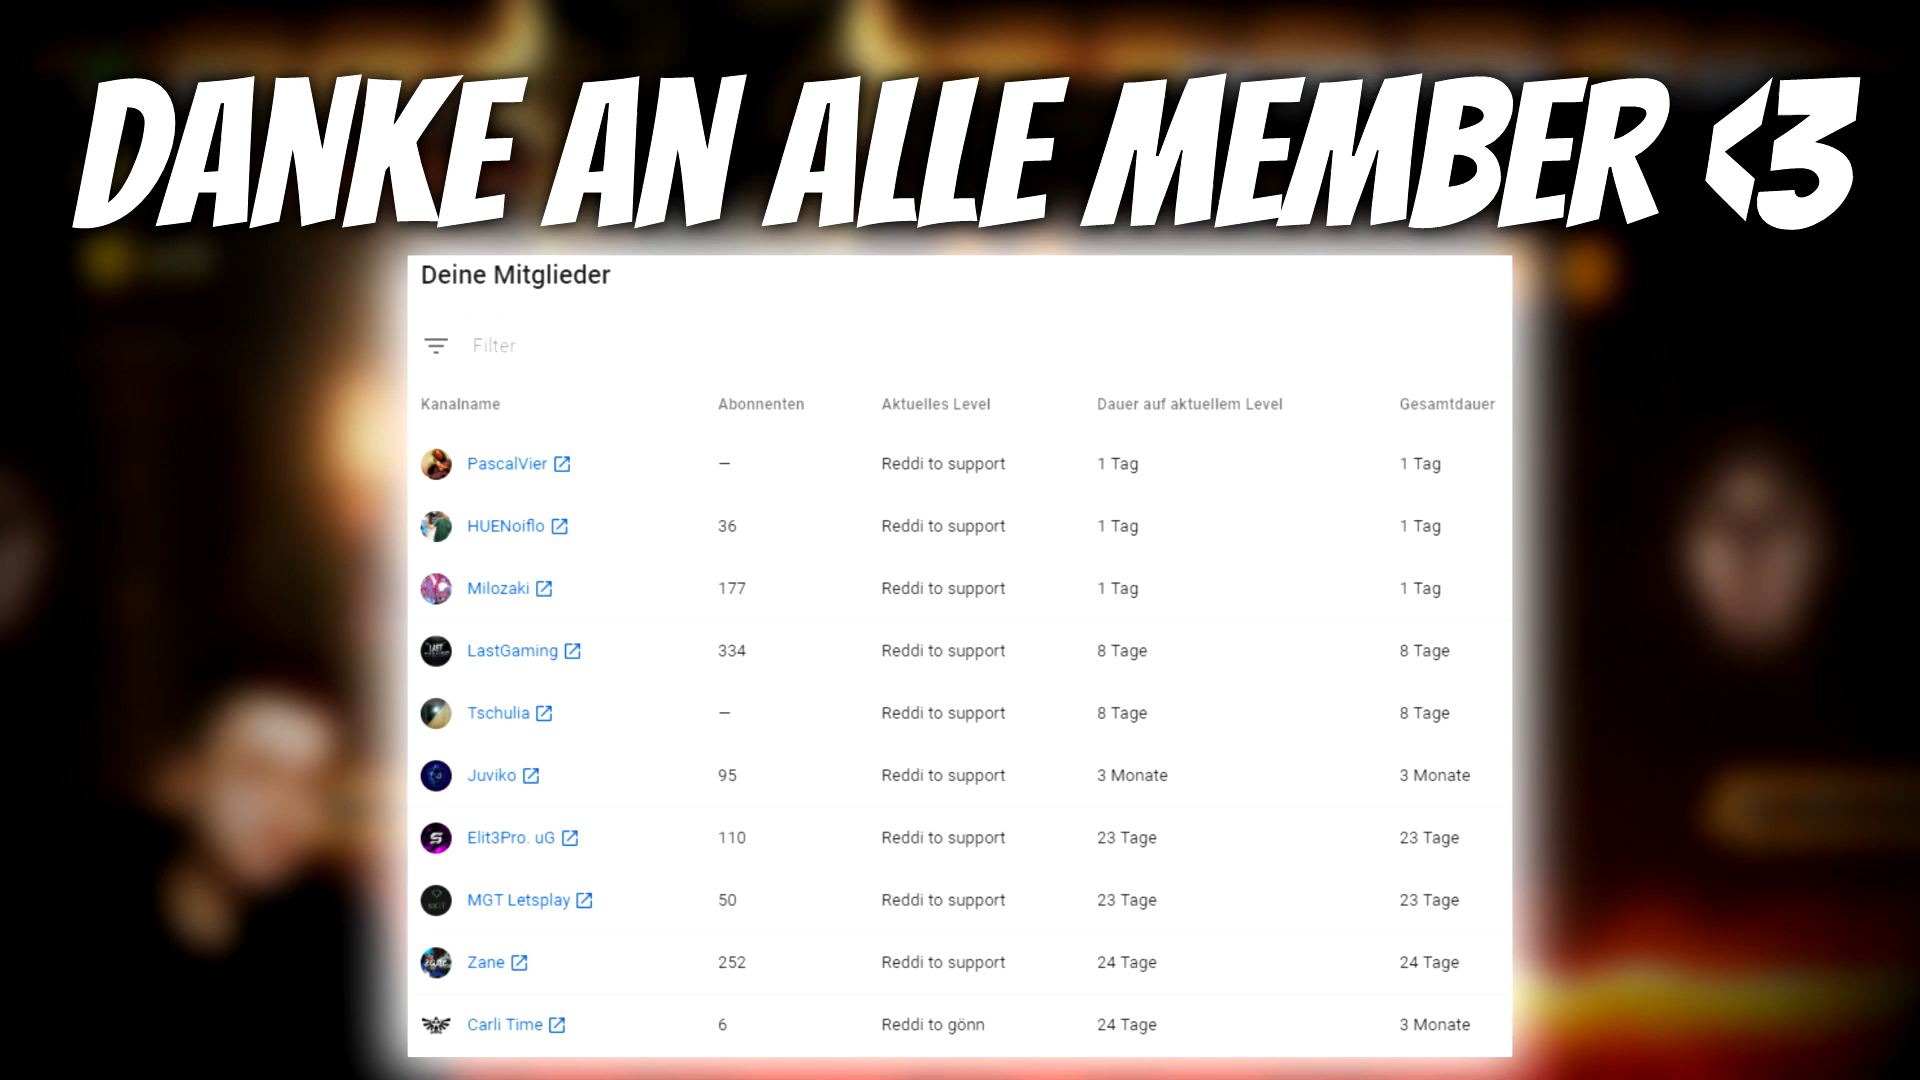 DANKE AN ALLE MEMBER <3
Deine Mitglieder
Filter
Kanalname Abonnenten Aktuelles Level Dauer auf aktuellem Level Gesamtdauer
PascalVier – Reddi to support 1 Tag 1 Tag
HUENoiflo 36 Reddi to support 1 Tag 1 Tag
Milozaki 177 Reddi to support 1 Tag 1 Tag
LastGaming 334 Reddi to support 8 Tage 8 Tage
Tschulia – Reddi to support 8 Tage 8 Tage
Juviko 95 Reddi to support 3 Monate 3 Monate
Elit3Pro. uG 110 Reddi to support 23 Tage 23 Tage
MGT Letsplay 50 Reddi to support 23 Tage 23 Tage
Zane 252 Reddi to support 24 Tage 24 Tage
Carli Time 6 Reddi to gönn 24 Tage 3 Monate